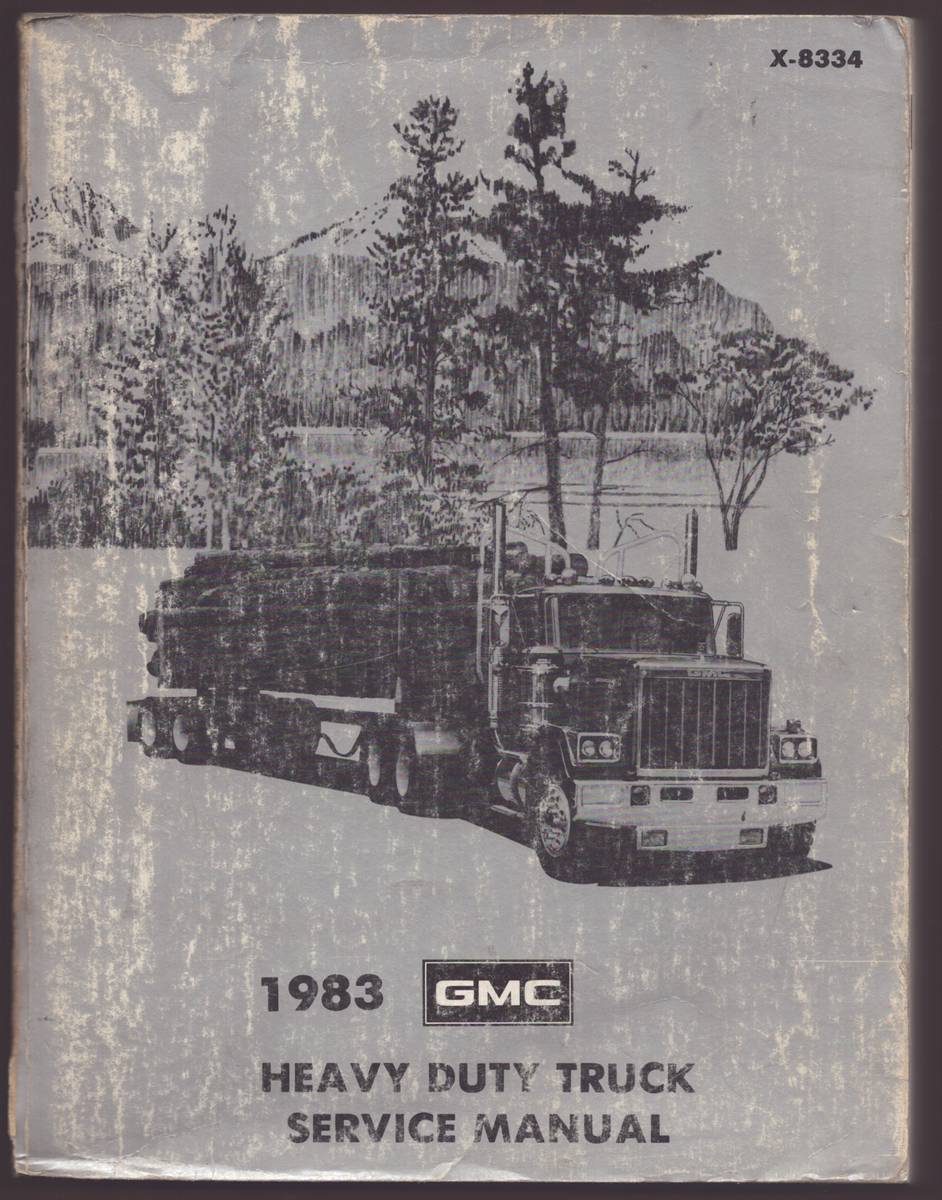 X-8334
1983 GMC
HEAVY DUTY TRUCK
SERVICE MANUAL